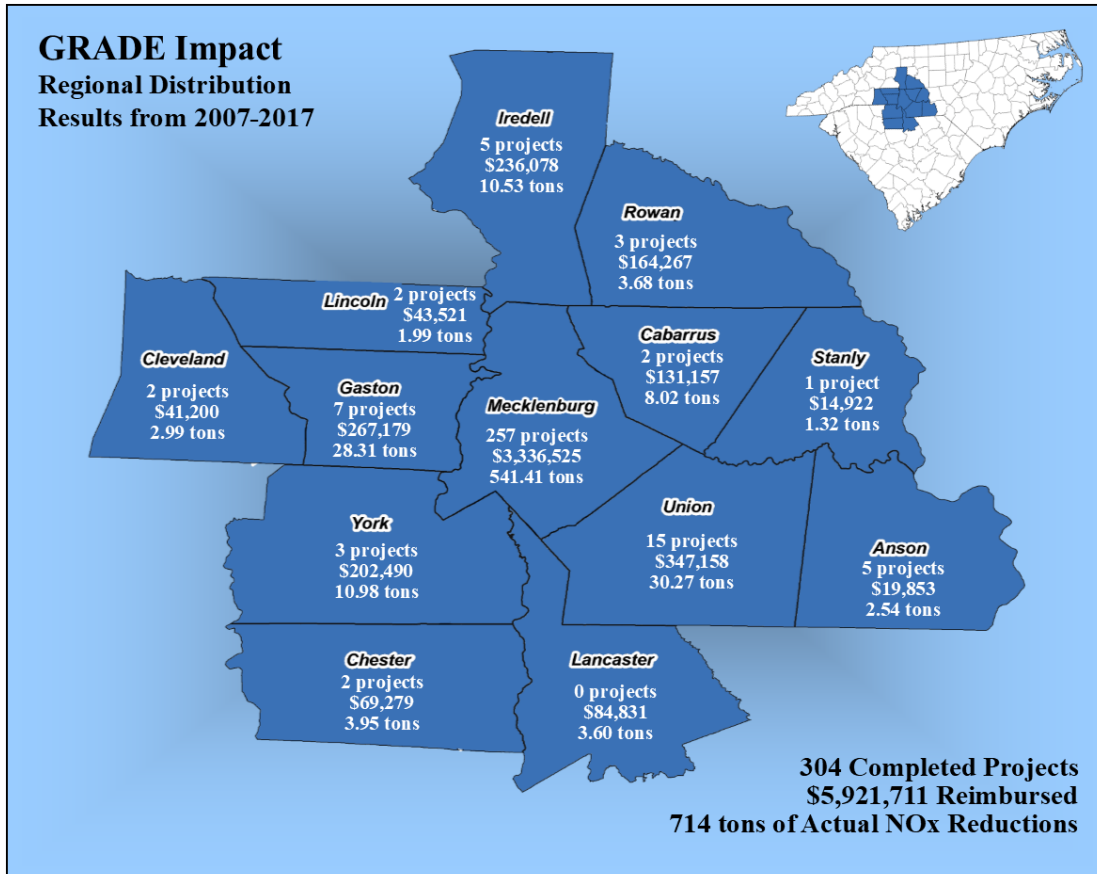 GRADE Impact
Regional Distribution
Results from 2007-2017
Iredell
5 projects
$236,078
10.53 tons
Rowan
3 projects
$164,267
3.68 tons
Lincoln 2 projects
$43,521
1.99 tons
Cleveland
2 projects
$41,200
2.99 tons
Gaston
7 projects
$267,179
28.31 tons
Mecklenburg
257 projects
$3,336,525
541.41 tons
Cabarrus
2 projects
$131,157
8.02 tons
Stanly
1 project
$14,922
1.32 tons
York
3 projects
$202,490
10.98 tons
Union
15 projects
$347,158
30.27 tons
Anson
5 projects
$19,853
2.54 tons
Chester
2 projects
$69,279
3.95 tons
Lancaster
0 projects
$84,831
3.60 tons
304 Completed Projects
$5,921,711 Reimbursed
714 tons of Actual NOx Reductions